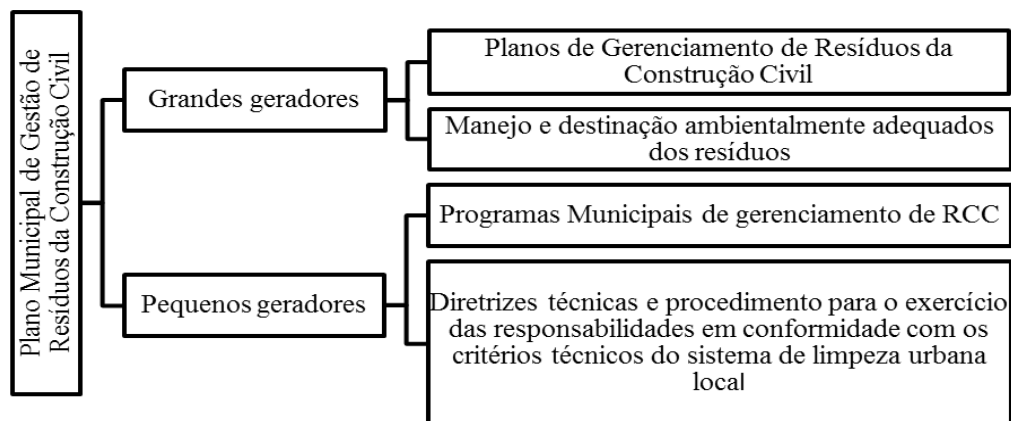 Plano Municipal de Gestão de
Resíduos da Construção Civil
Grandes geradores
Planos de Gerenciamento de Resíduos da
Construção Civil
Manejo e destinação ambientalmente adequados
dos resíduos
Pequenos geradores
Programas Municipais de gerenciamento de RCC
Diretrizes técnicas e procedimento para o exercício
das responsabilidades em conformidade com os
critérios técnicos do sistema de limpeza urbana
local